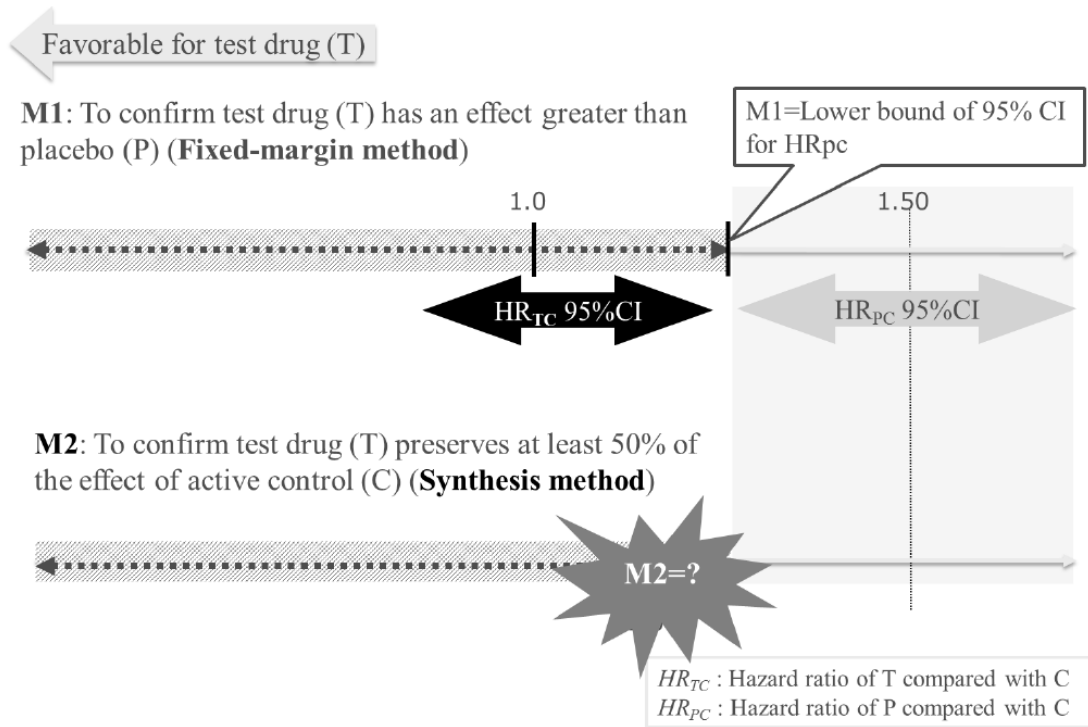 Favorable for test drug (T)
M1: To confirm test drug (T) has an effect greater than
placebo (P) (Fixed-margin method)
M1=Lower bound of 95% CI
for HRpc
1.0
1.50
HRTC 95%CI
HRPC 95%CI
M2: To confirm test drug (T) preserves at least 50% of
the effect of active control (C) (Synthesis method)
M2=?
HRTC : Hazard ratio of T compared with C
HRPC : Hazard ratio of P compared with C